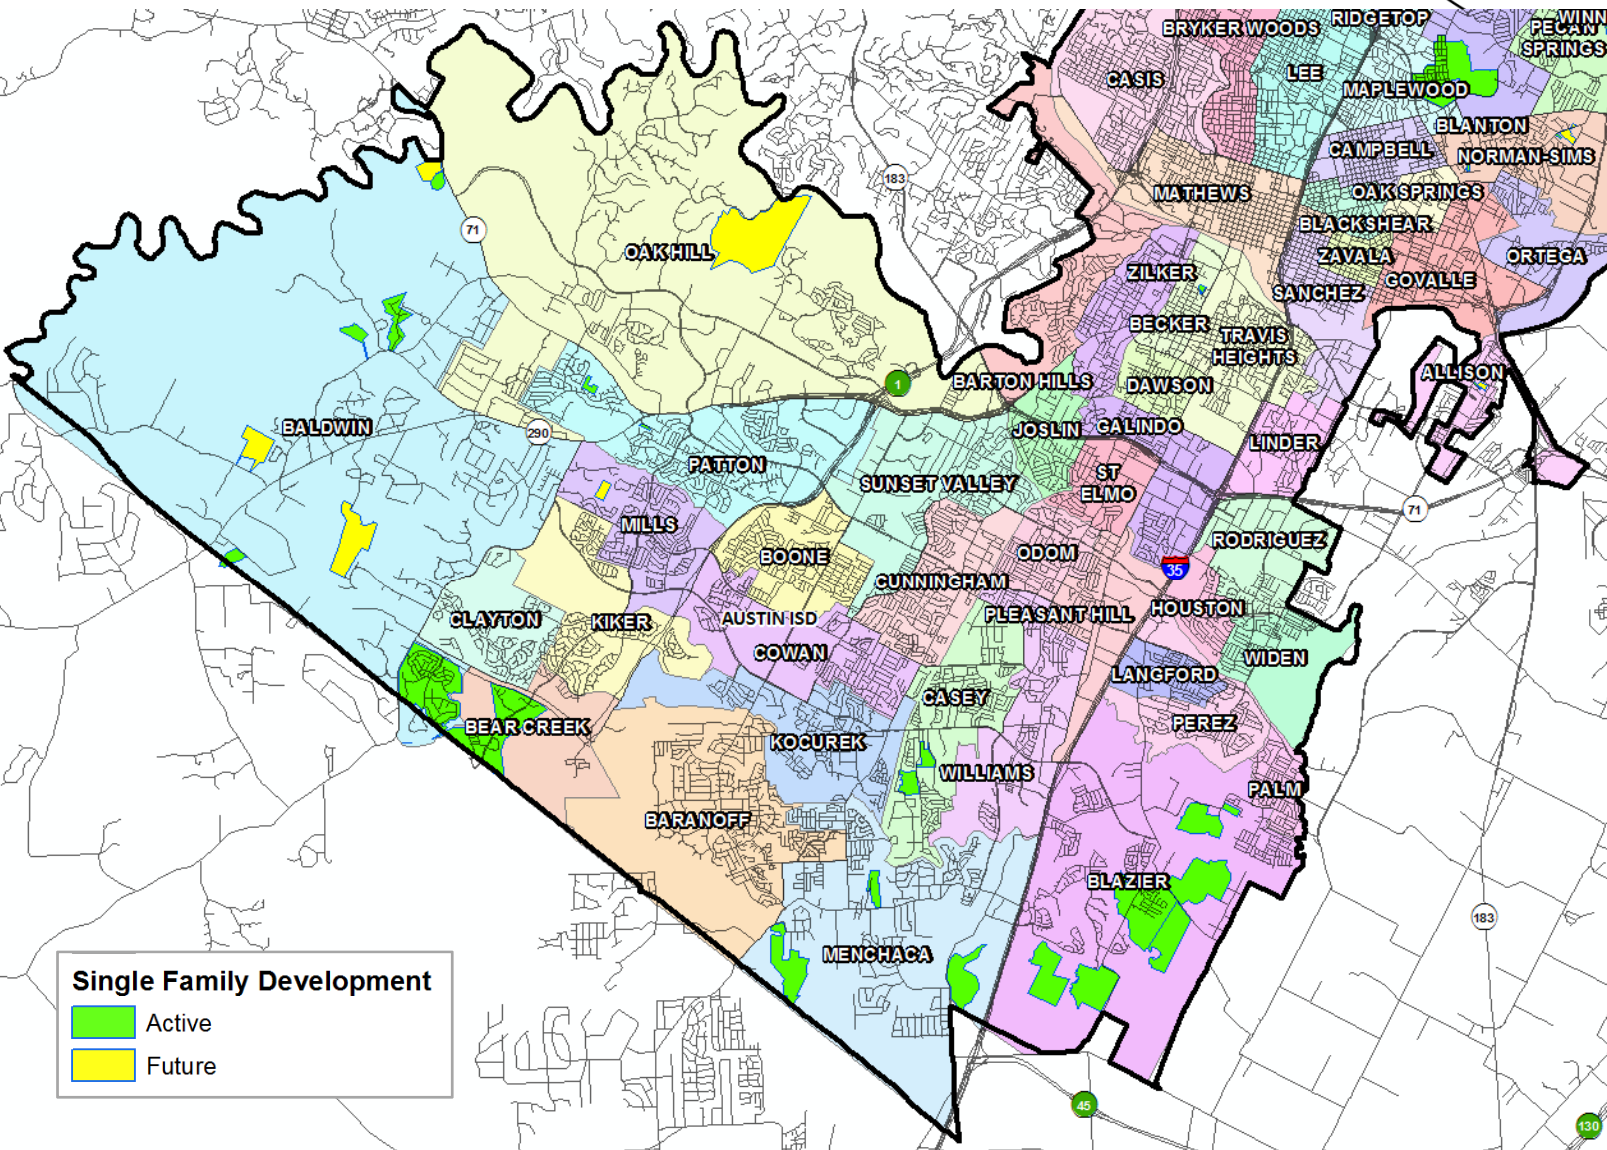 RIDGETOP
WINN
BRYKER WOODS
PECAN
SPRINGS
CASIS
LEE
MAPLEWOOD
BLANTON
CAMPBELL
NORMAN-SIMS
183
MATHEWS
OAK SPRINGS
BLACKSHEAR
71
OAK HILL
ZAVALA
ORTEGA
ZILKER
GOVALLE
SANCHEZ
BECKER
TRAVIS
HEIGHTS
1
BARTON HILLS
DAWSON
ALLISON
BALDWIN
290
JOSLIN
GALINDO
LINDER
PATTON
ST
ELMO
SUNSET VALLEY
71
MILLS
RODRIGUEZ
BOONE
ODOM
35
CUNNINGHAM
CLAYTON
KIKER
AUSTIN ISD
PLEASANT HILL
HOUSTON
COWAN
WIDEN
LANGFORD
CASEY
BEAR CREEK
PEREZ
KOCUREK
WILLIAMS
PALM
BARANOFF
BLAZIER
183
MENCHACA
Single Family Development
Active
Future
45
130